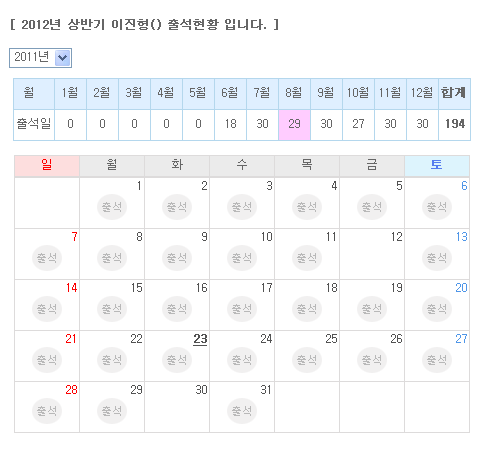 [ 2012년 상반기 이진형() 출석현황 입니다. ]
2011년
월 1월 2월 3월 4월 5월 6월 7월 8월 9월 10월 11월 12월 합계
출석일 0 0 0 0 0 18 30 29 30 27 30 30 194
일 월 화 수 목 금 토
1 2 3 4 5 6
출석 출석 출석 출석 출석 출석
7 8 9 10 11 12 13
출석 출석 출석 출석 출석 출석
14 15 16 17 18 19 20
출석 출석 출석 출석 출석 출석 출석
21 22 23 24 25 26 27
출석 출석 출석 출석 출석 출석 출석
28 29 30 31
출석 출석 출석